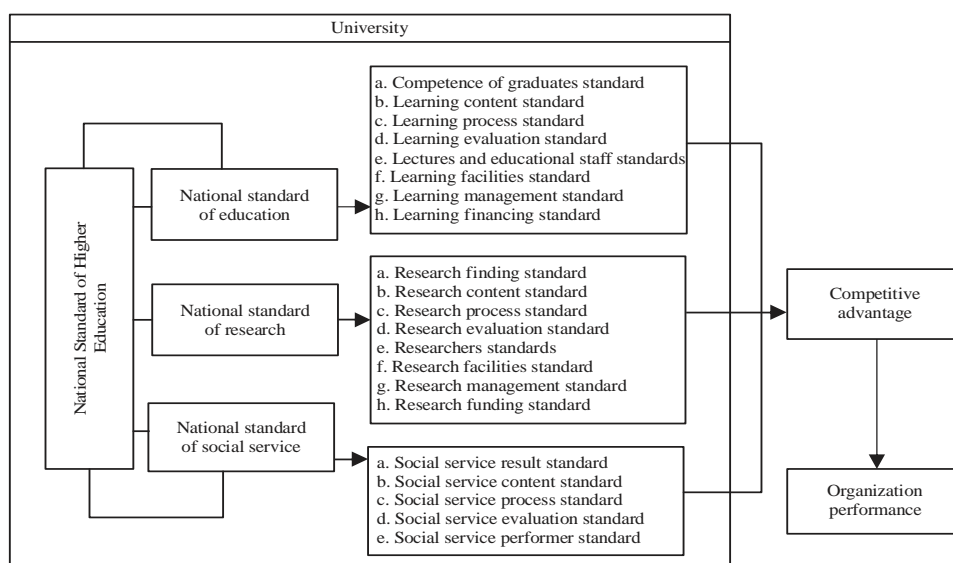 University
National Standard of Higher
Education
National standard
of education
a. Competence of graduates standard
b. Learning content standard
c. Learning process standard
d. Learning evaluation standard
e. Lectures and educational staff standards
f. Learning facilities standard
g. Learning management standard
h. Learning financing standard
National standard
of research
a. Research finding standard
b. Research content standard
c. Research process standard
d. Research evaluation standard
e. Researchers standards
f. Research facilities standard
g. Research management standard
h. Research funding standard
National standard
of social service
a. Social service result standard
b. Social service content standard
c. Social service process standard
d. Social service evaluation standard
e. Social service performer standard
Competitive
advantage
Organization
performance